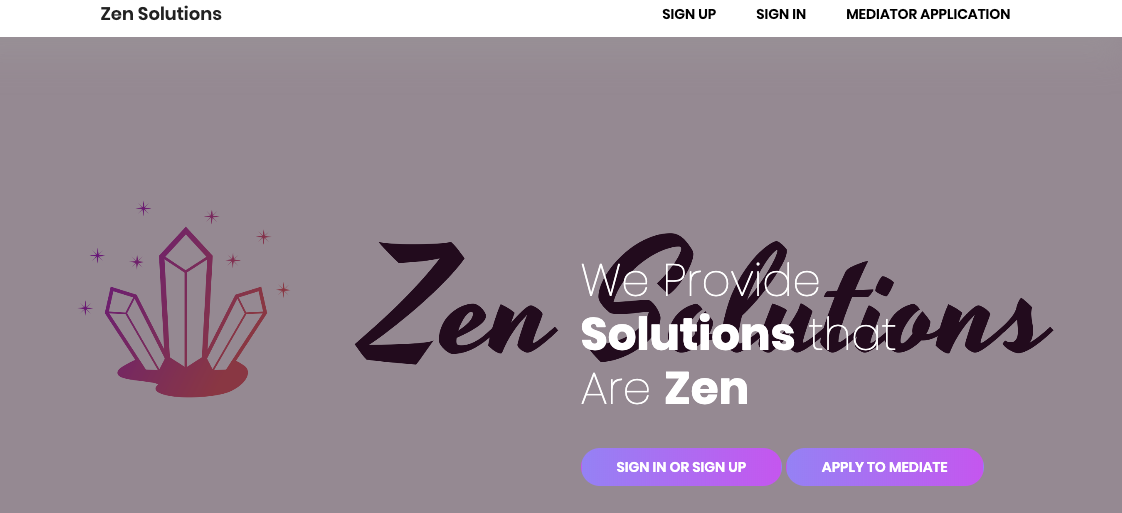 Zen Solutions
SIGN UP SIGN IN MEDIATOR APPLICATION
Zen Solutions
We Provide
Solutions that
Are Zen
SIGN IN OR SIGN UP APPLY TO MEDIATE